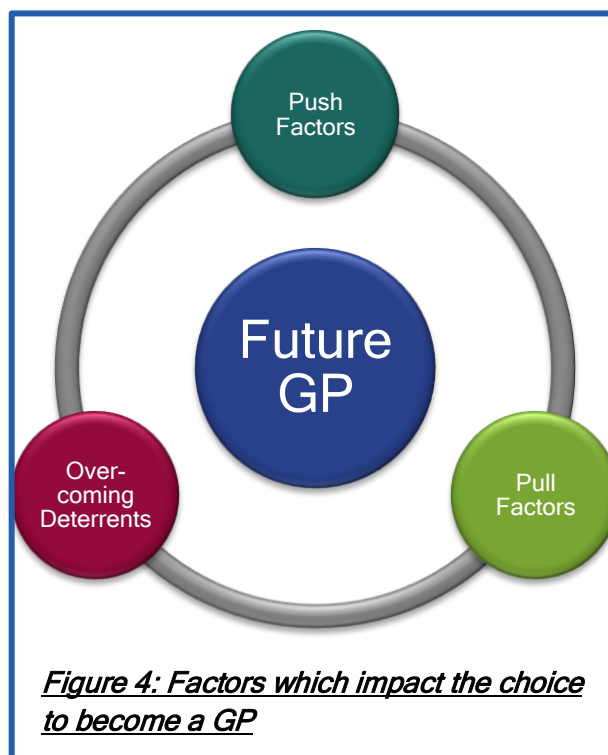 Push
Factors
Future
GP
Over-
coming
Deterrents
Pull
Factors
Figure 4: Factors which impact the choice
to become a GP